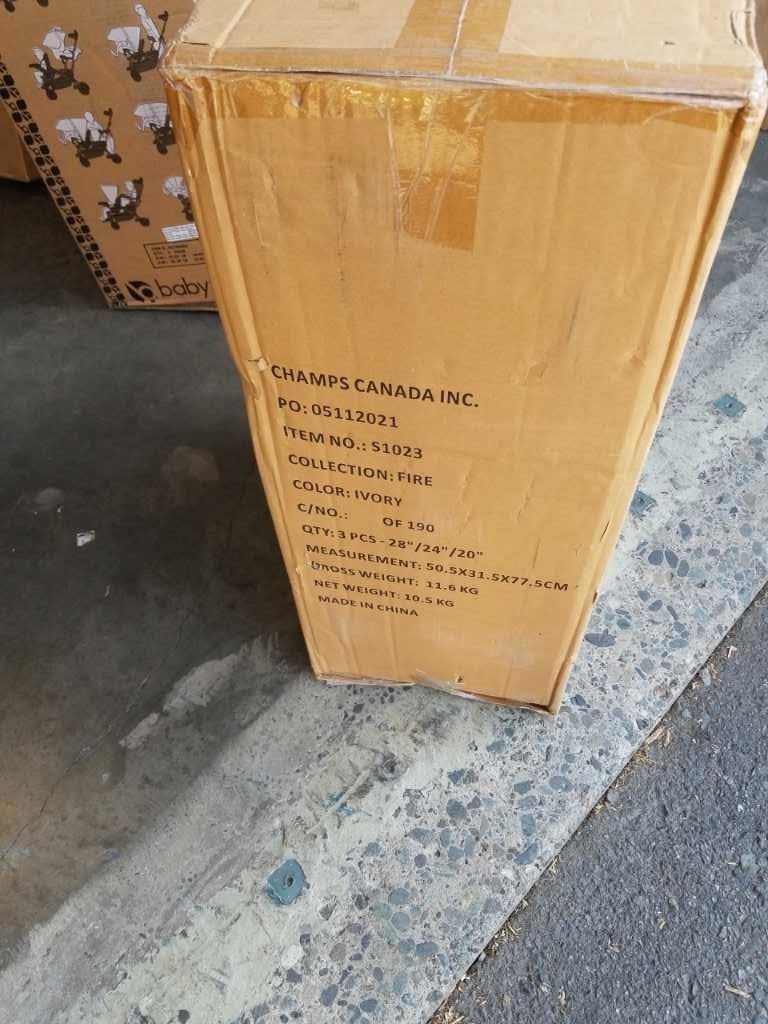 baby
CHAMPS CANADA INC.
PO: 05112021
ITEM NO.: S1023
COLLECTION: FIRE
COLOR: IVORY
C/NO.: OF 190
QTY: 3 PCS - 28"/24"/20"
MEASUREMENT: 50.5X31.5X77.5CM
GROSS WEIGHT: 11.6 KG
NET WEIGHT: 10.5 KG
MADE IN CHINA